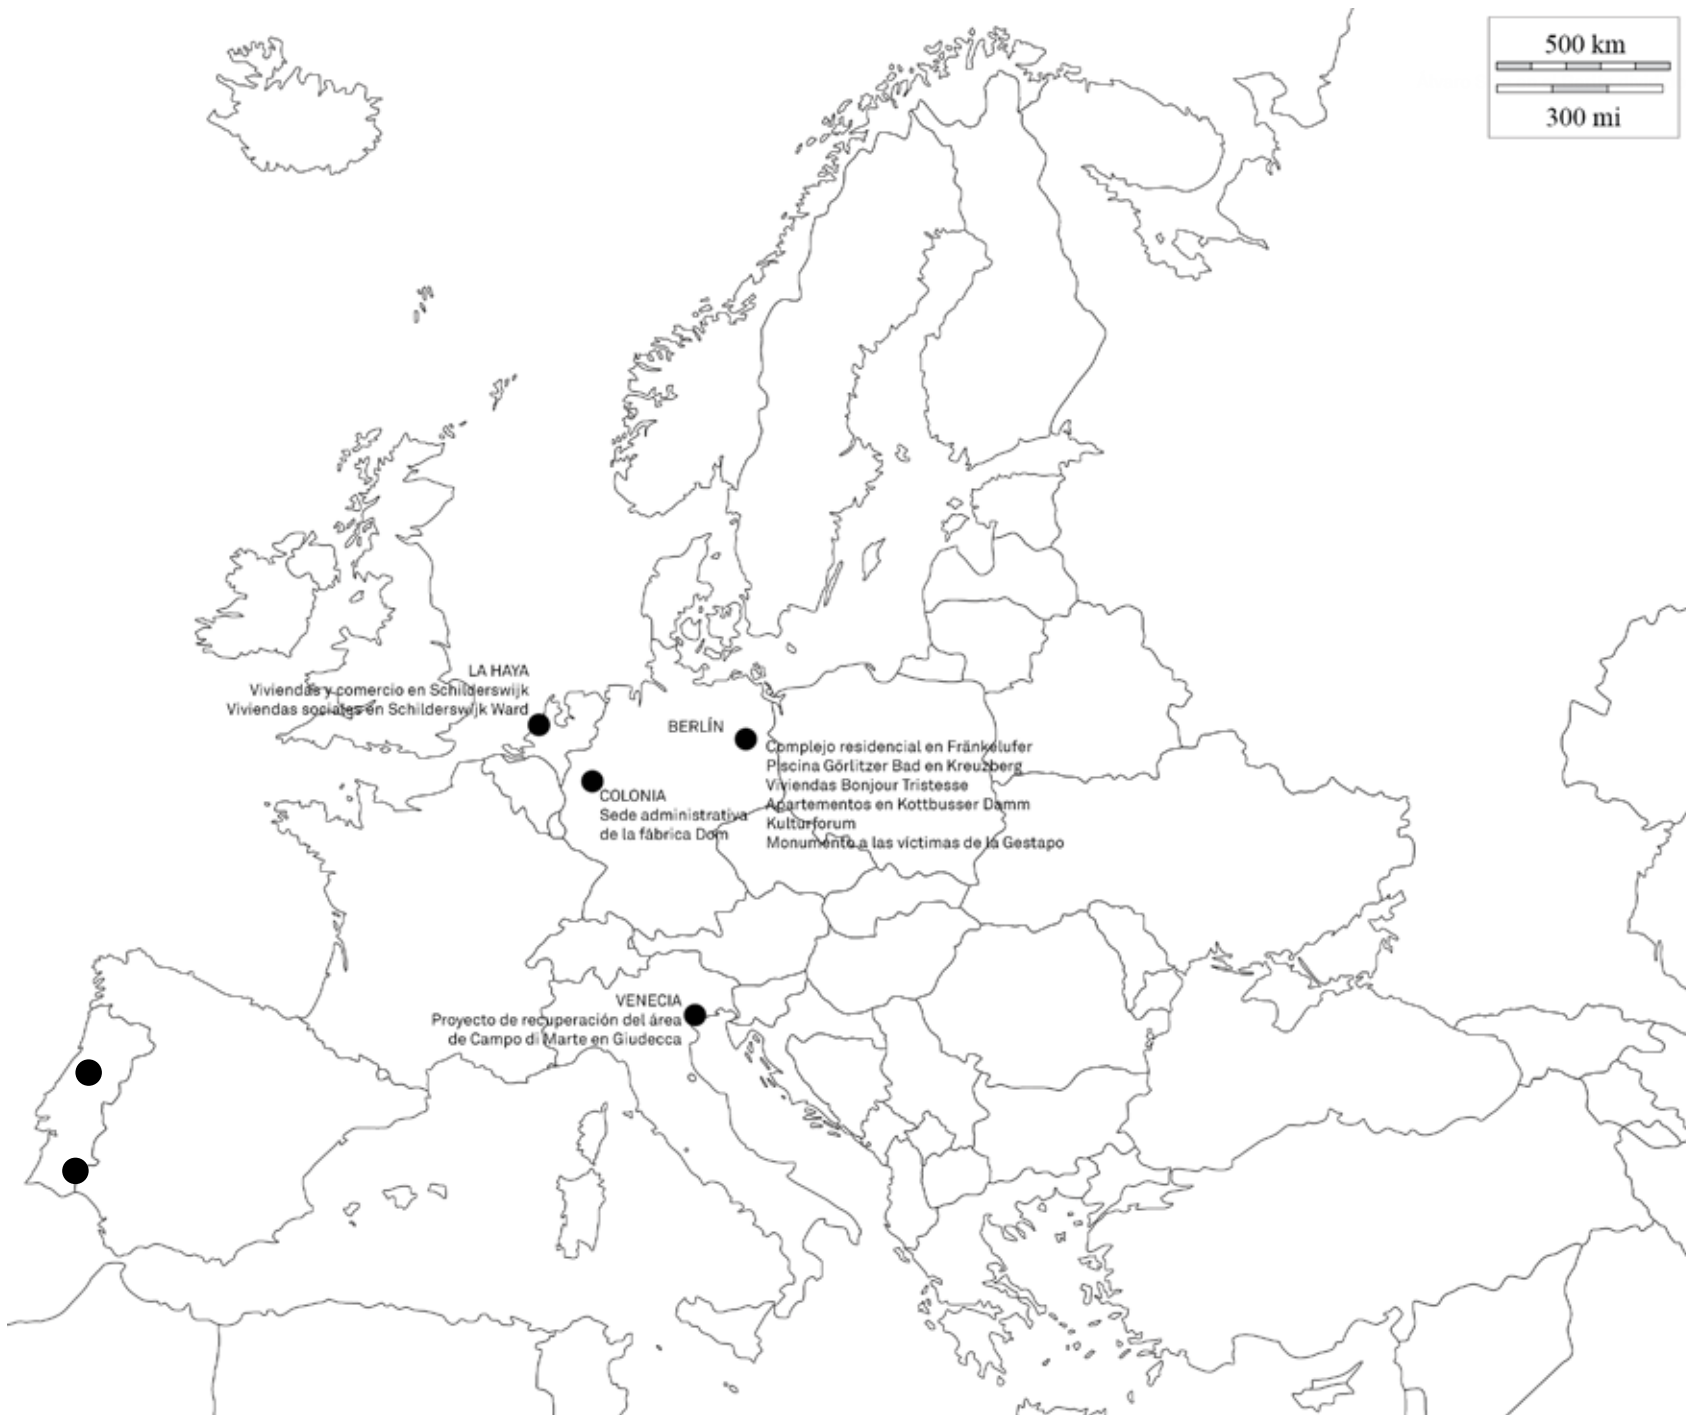 500 km
300 mi
LA HAYA
Viviendas y comercio en Schilderswijk
Viviendas sociales en Schilderswijk Ward
BERLÍN
Complejo residencial en Fränkelufer
Piscina Görlitzer Bad en Kreuzberg
Viviendas Bonjour Tristesse
Apartementos en Kottbusser Damm
Kulturforum
Monumento a las víctimas de la Gestapo
COLONIA
Sede administrativa
de la fábrica Dom
VENECIA
Proyecto de recuperación del área
de Campo di Marte en Giudecca